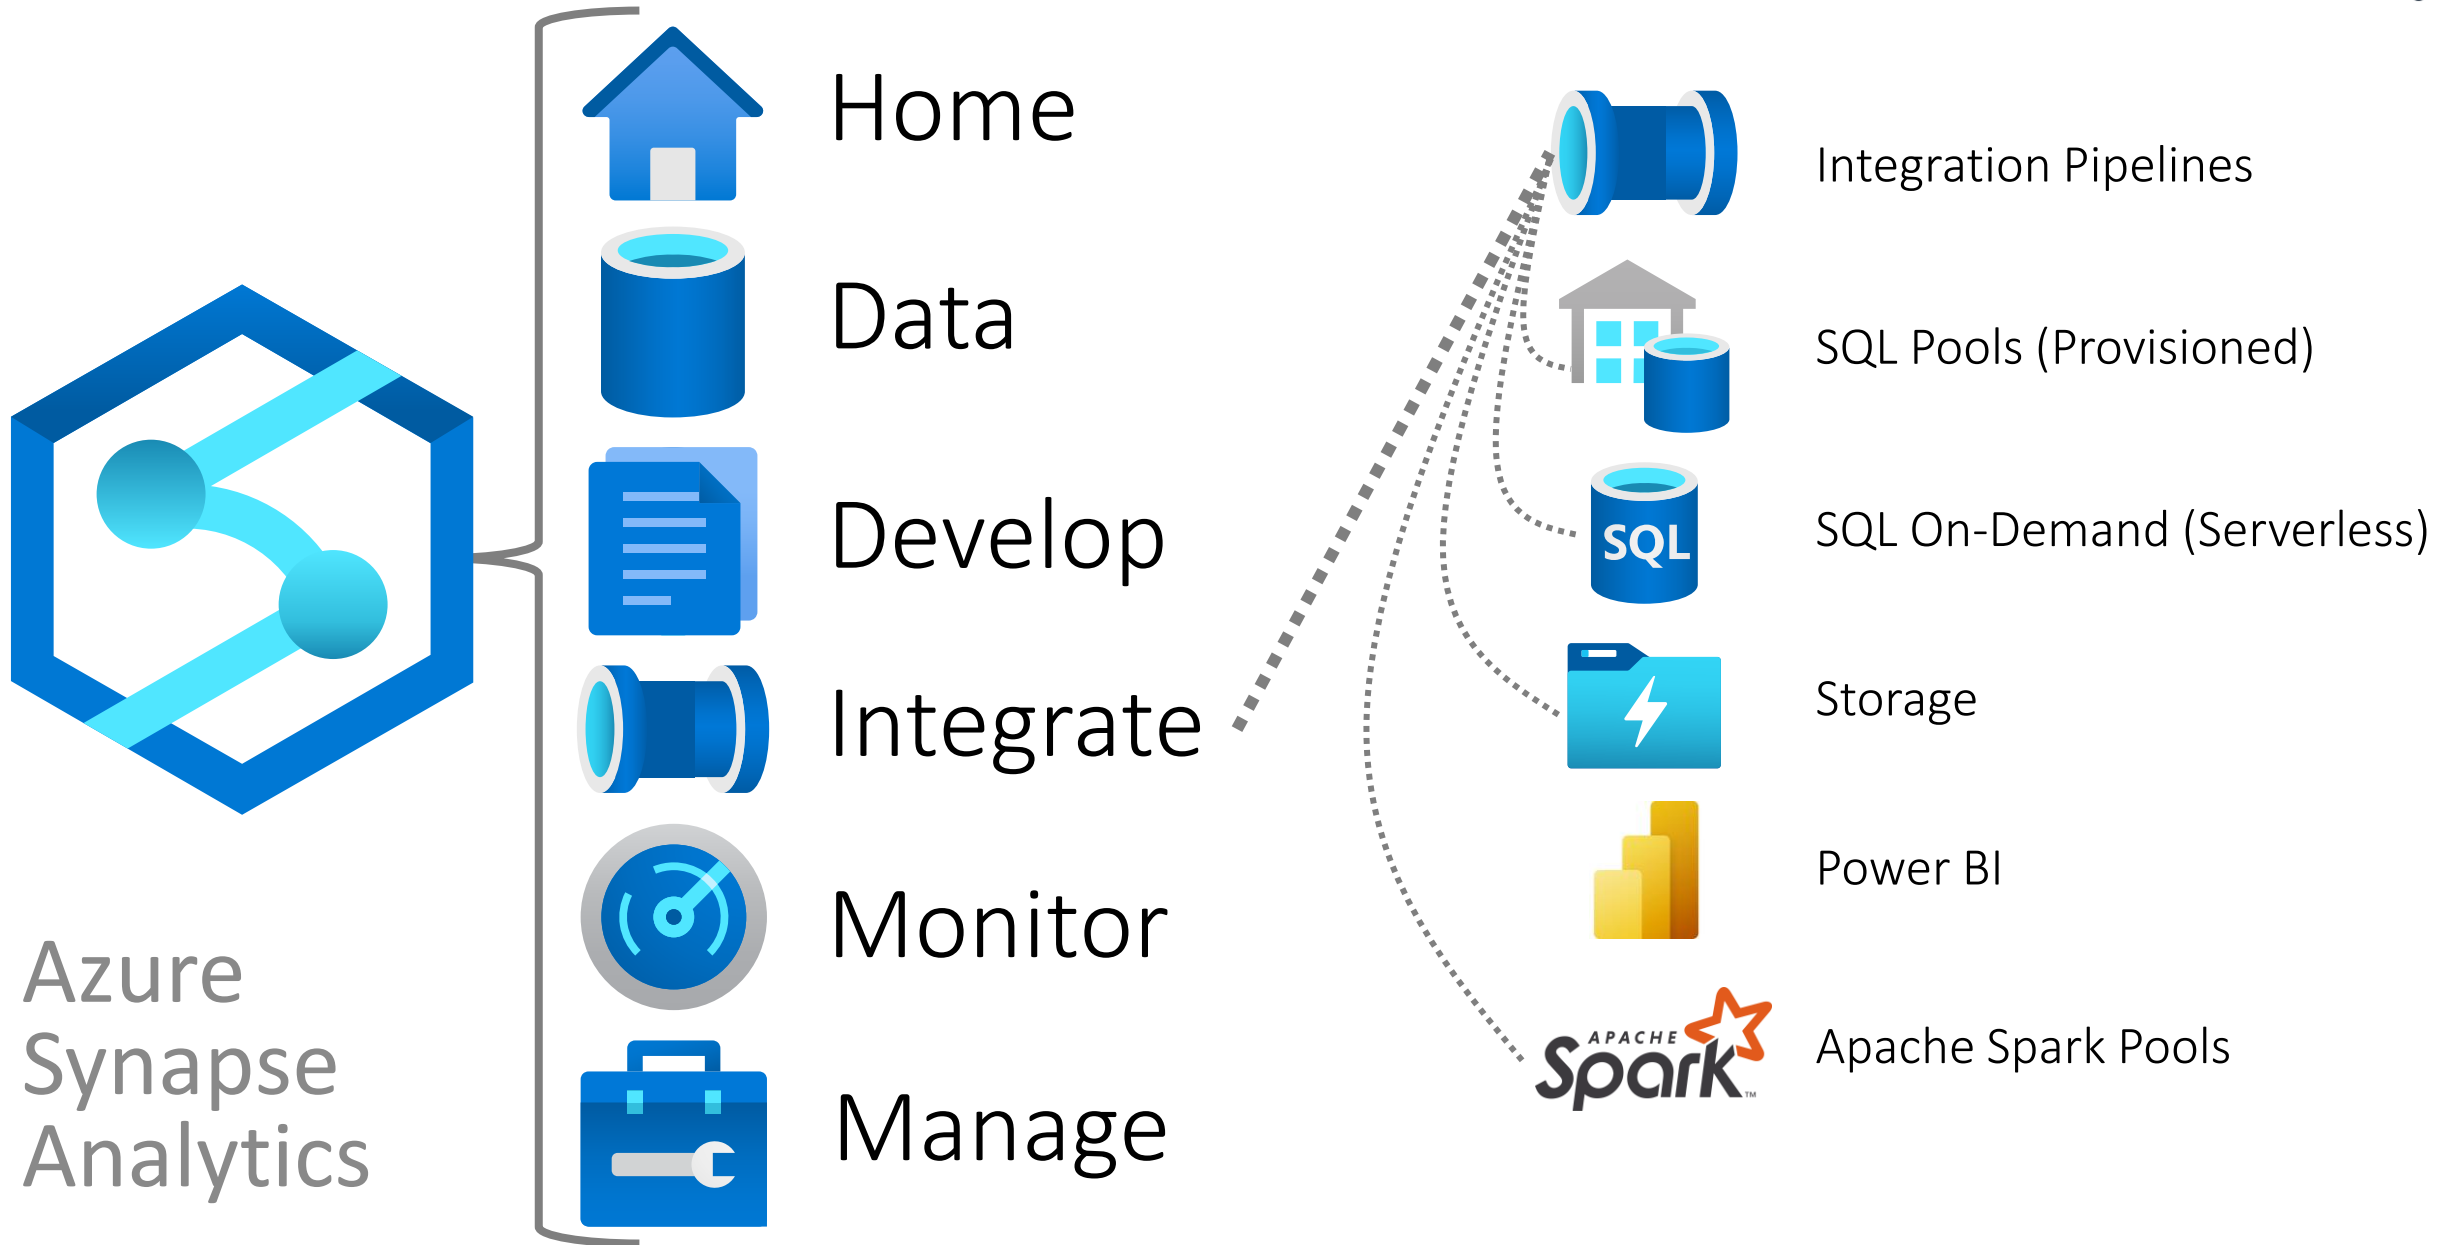 Home
Data
Develop
Integrate
Monitor
Manage
Azure
Synapse
Analytics
Integration Pipelines
SQL Pools (Provisioned)
SQL
SQL On-Demand (Serverless)
Storage
Power BI
APACHE
Spark™
Apache Spark Pools